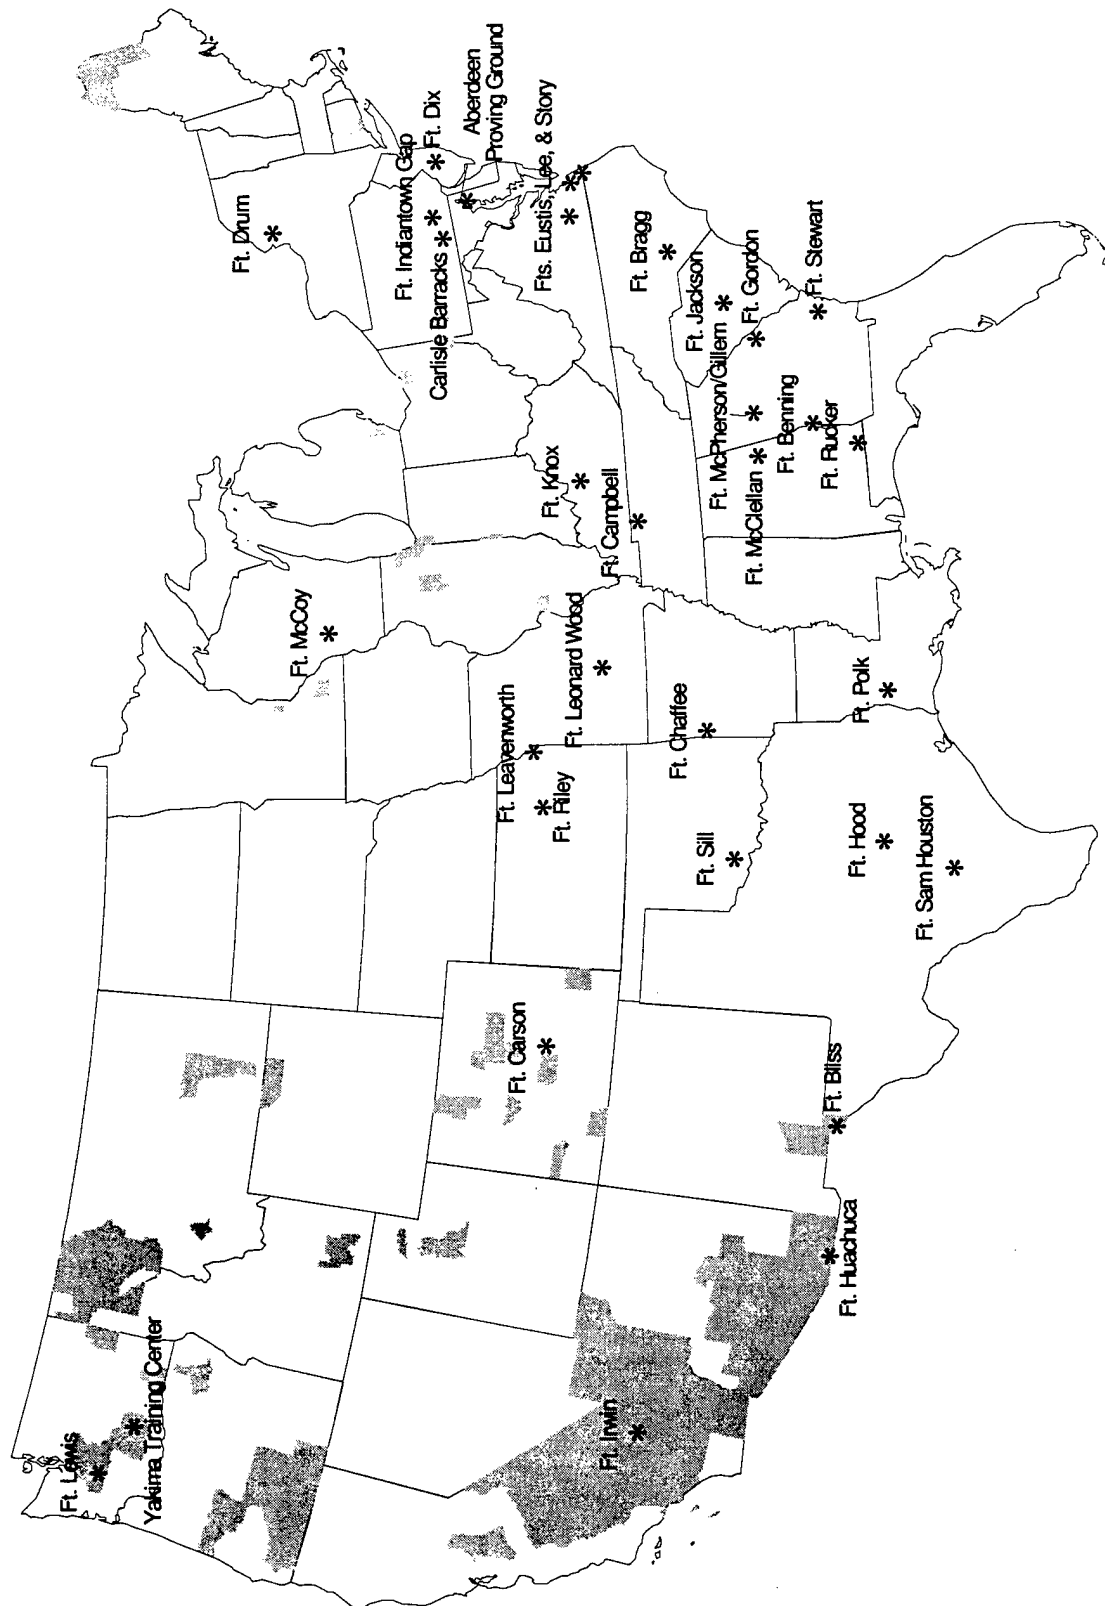 Ft. Lewis
Yakima Training Center
Ft. Irwin
Ft. Huachuca
Ft. Bliss
Ft. Carson
Ft. Riley
Ft. Leavenworth
Ft. Sill
Ft. Hood
Ft. Sam Houston
Ft. Chaffee
Ft. Polk
Ft. Leonard Wood
Ft. McCoy
Ft. Campbell
Ft. Knox
Ft. McClellan
Ft. McPherson/Gillem
Ft. Benning
Ft. Rucker
Ft. Jackson
Ft. Gordon
Ft. Stewart
Ft. Bragg
Fts. Eustis, Lee, & Story
Carlisle Barracks
Ft. Indiantown Gap
Ft. Drum
Ft. Dix
Aberdeen
Proving Ground